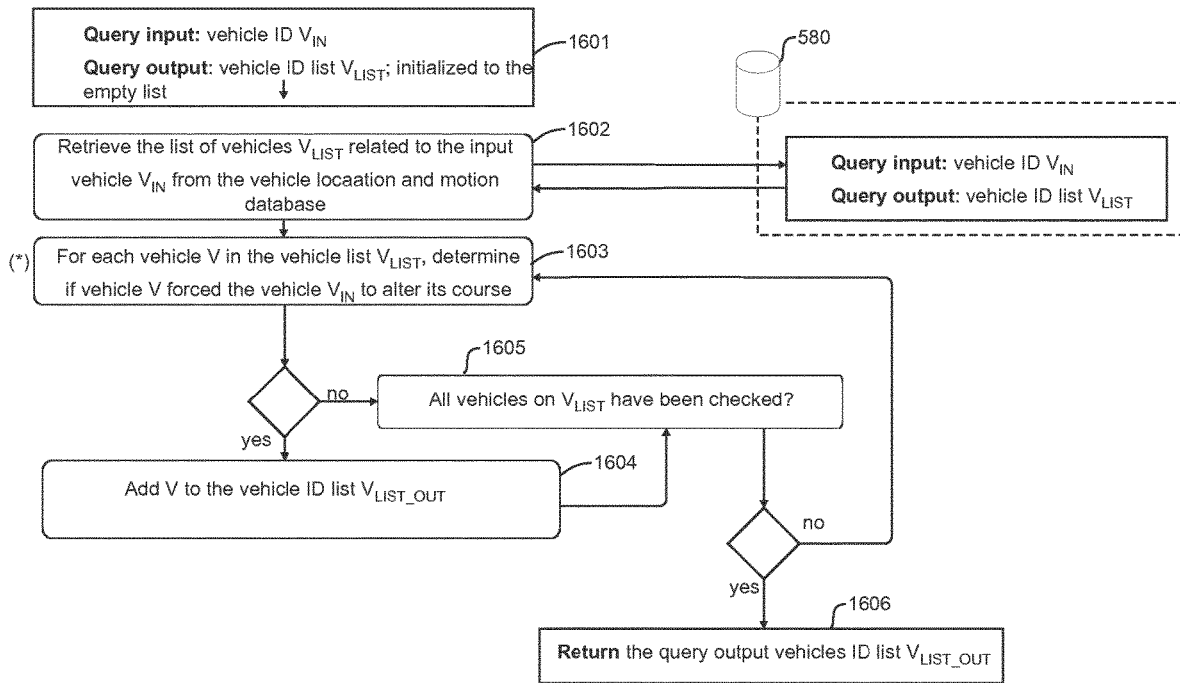 Query input: vehicle ID V_IN
Query output: vehicle ID list V_LIST; initialized to the
empty list
1601
580
1602
Retrieve the list of vehicles V_LIST related to the input
vehicle V_IN from the vehicle locaation and motion
database
Query input: vehicle ID V_IN
Query output: vehicle ID list V_LIST
(*)
1603
For each vehicle V in the vehicle list V_LIST, determine
if vehicle V forced the vehicle V_IN to alter its course
1605
no
All vehicles on V_LIST have been checked?
yes
1604
Add V to the vehicle ID list V_LIST_OUT
no
yes
1606
Return the query output vehicles ID list V_LIST_OUT